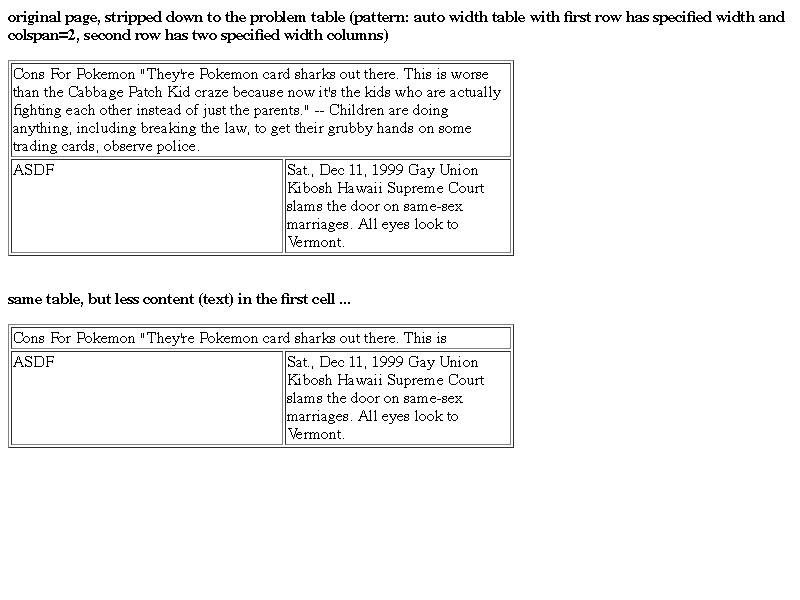 original page, stripped down to the problem table (pattern: auto width table with first row has specified width and
colspan=2, second row has two specified width columns)
Cons For Pokemon "They're Pokemon card sharks out there. This is worse
than the Cabbage Patch Kid craze because now it's the kids who are actually
fighting each other instead of just the parents." -- Children are doing
anything, including breaking the law, to get their grubby hands on some
trading cards, observe police.
ASDF
Sat., Dec 11, 1999 Gay Union
Kibosh Hawaii Supreme Court
slams the door on same-sex
marriages. All eyes look to
Vermont.
same table, but less content (text) in the first cell ...
Cons For Pokemon "They're Pokemon card sharks out there. This is
ASDF
Sat., Dec 11, 1999 Gay Union
Kibosh Hawaii Supreme Court
slams the door on same-sex
marriages. All eyes look to
Vermont.